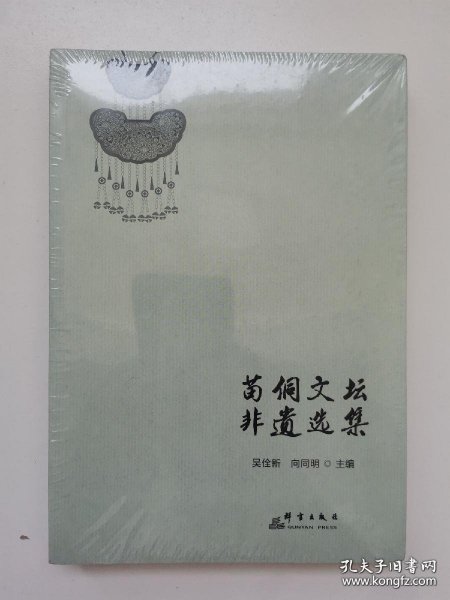 苗侗文坛
非遗选集
吴佺新 向同明 ◎ 主编
群言出版社
QUNYAN PRESS
孔夫子旧书网
www.kongfz.com